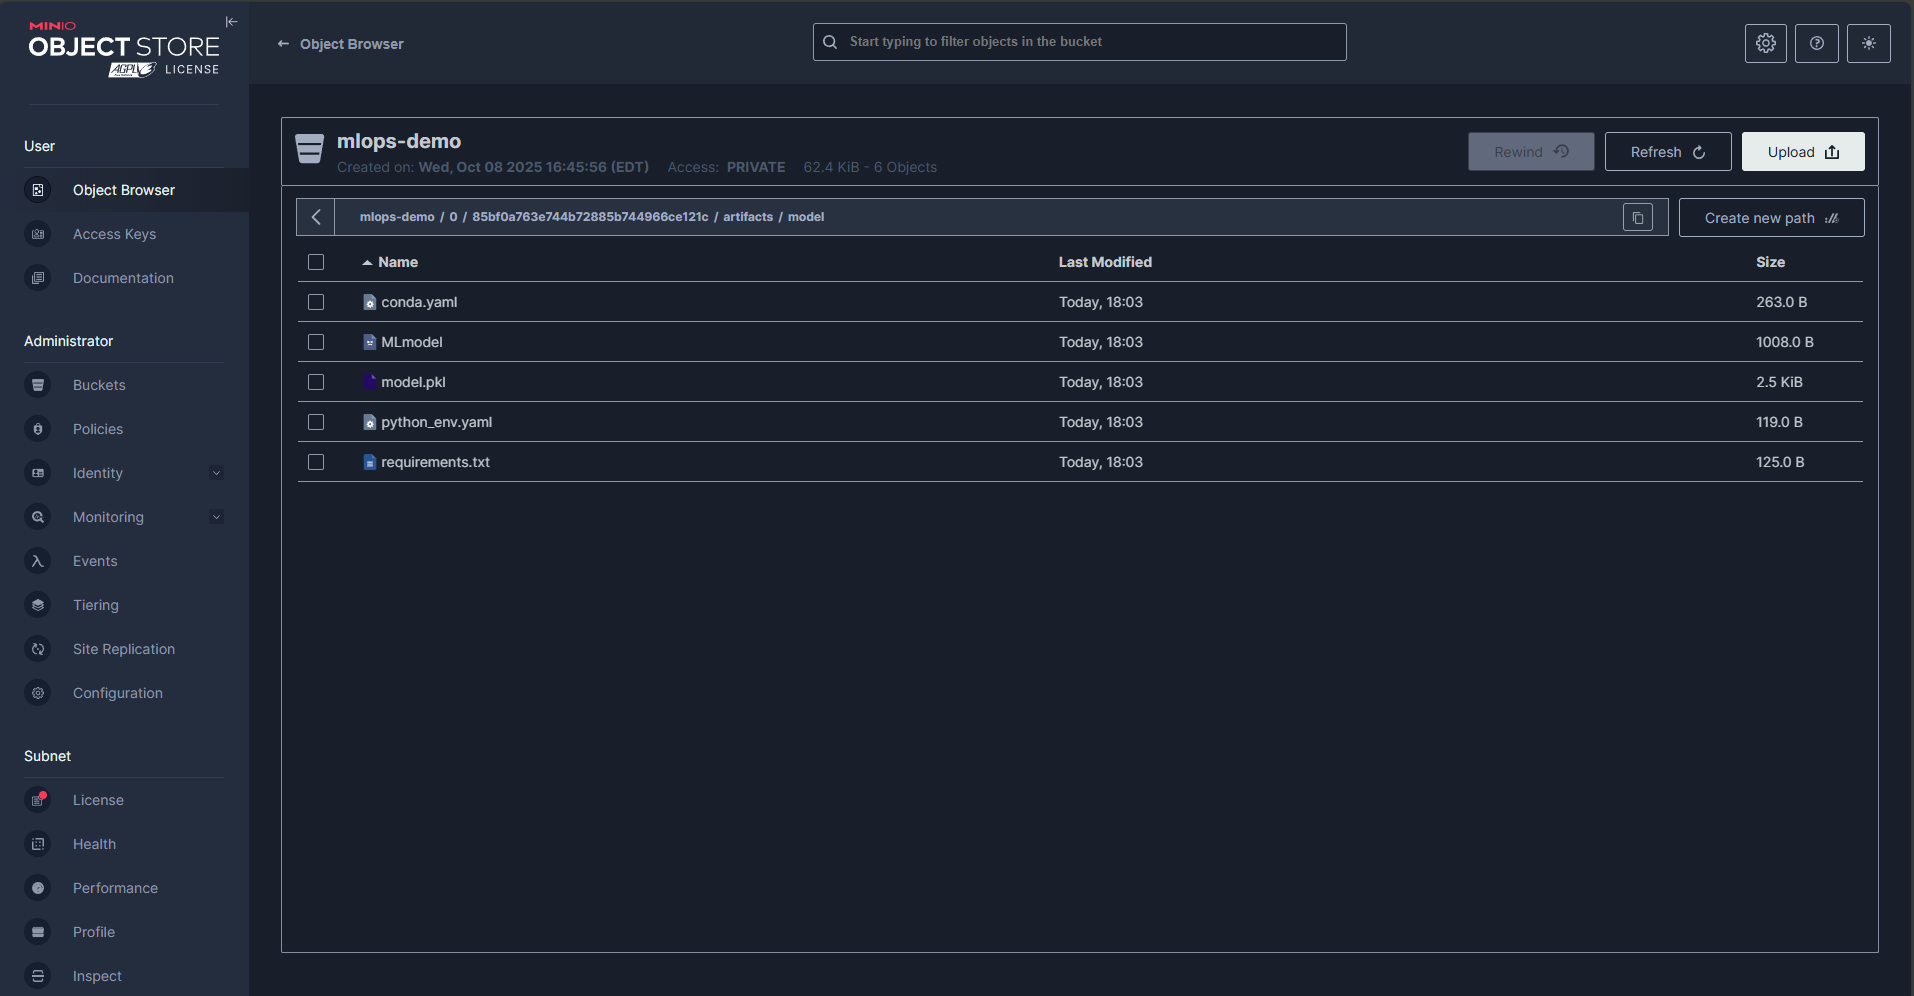 MINIO
OBJECT STORE
AGPLv3 LICENSE
User
Object Browser
Access Keys
Documentation
Administrator
Buckets
Policies
Identity
Monitoring
Events
Tiering
Site Replication
Configuration
Subnet
License
Health
Performance
Profile
Inspect
← Object Browser
Start typing to filter objects in the bucket
mlops-demo
Created on: Wed, Oct 08 2025 16:45:56 (EDT) Access: PRIVATE 62.4 KiB - 6 Objects
Rewind
Refresh
Upload
mlops-demo / 0 / 85bf0a763e744b72885b744966ce121c / artifacts / model
Create new path
Name Last Modified Size
conda.yaml Today, 18:03 263.0 B
MLmodel Today, 18:03 1008.0 B
model.pkl Today, 18:03 2.5 KiB
python_env.yaml Today, 18:03 119.0 B
requirements.txt Today, 18:03 125.0 B